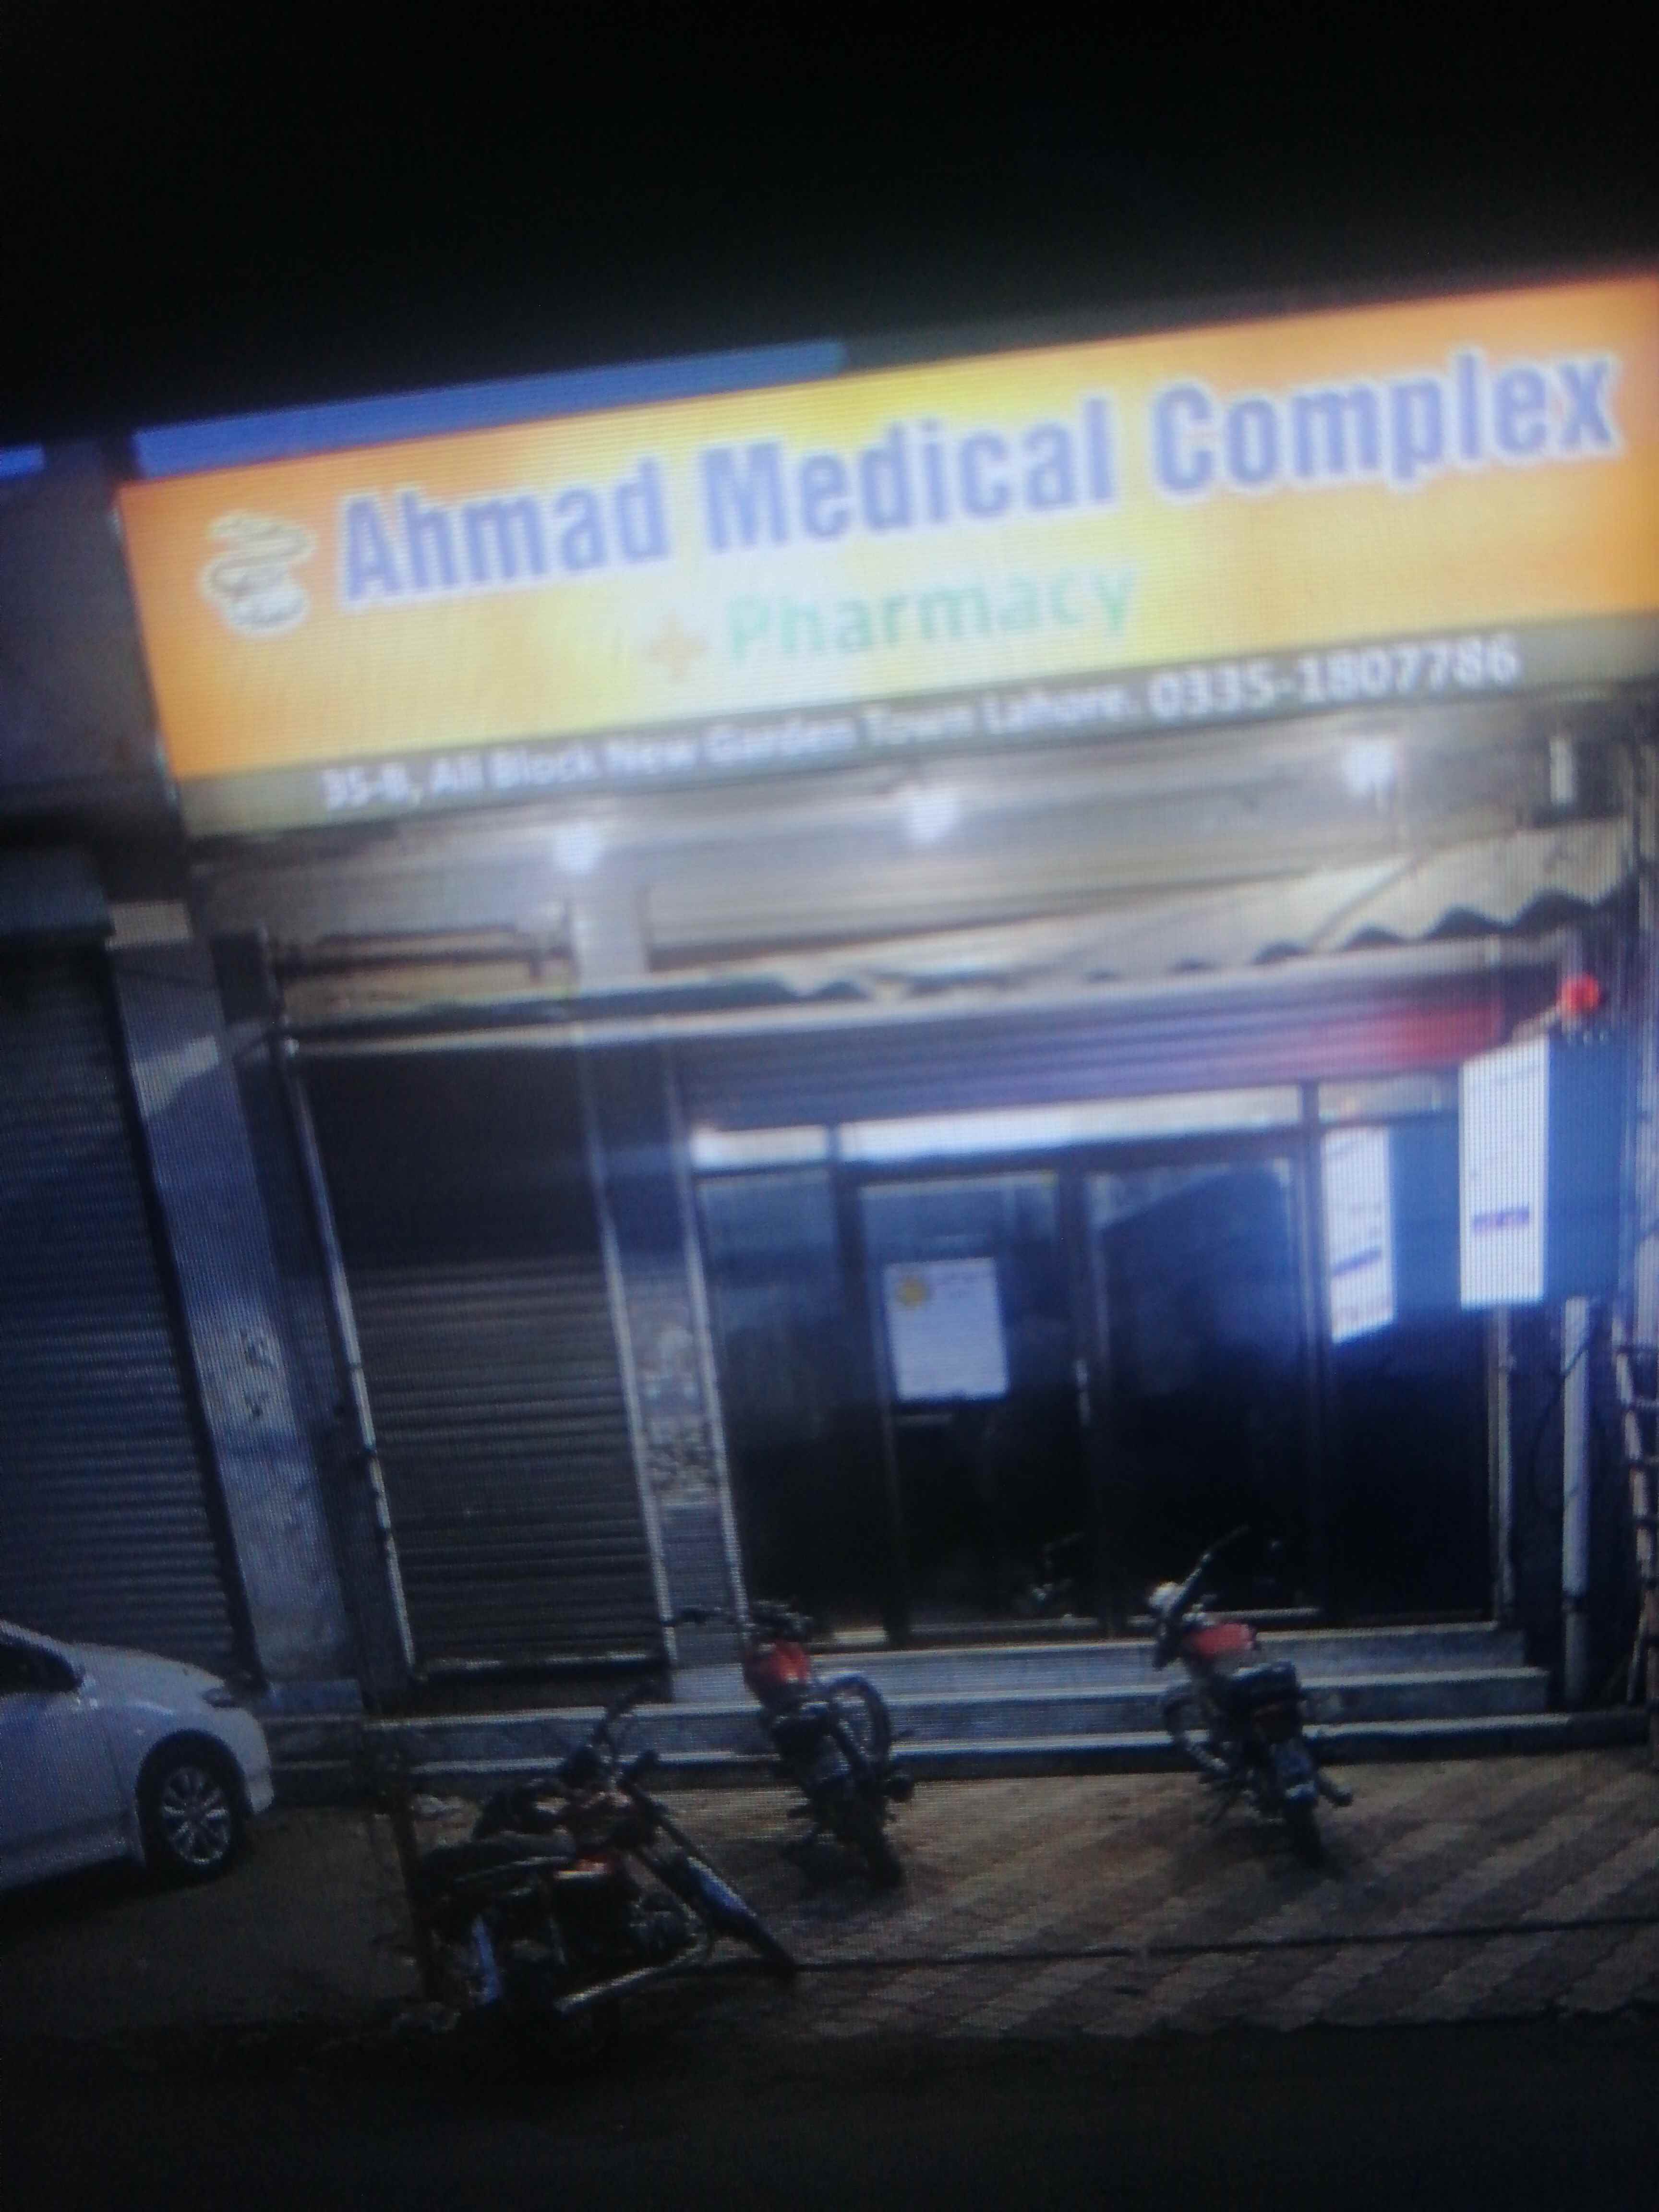 Ahmad Medical Complex
Pharmacy
35-B, Ali Block New Garden Town Lahore. 0335-1807786